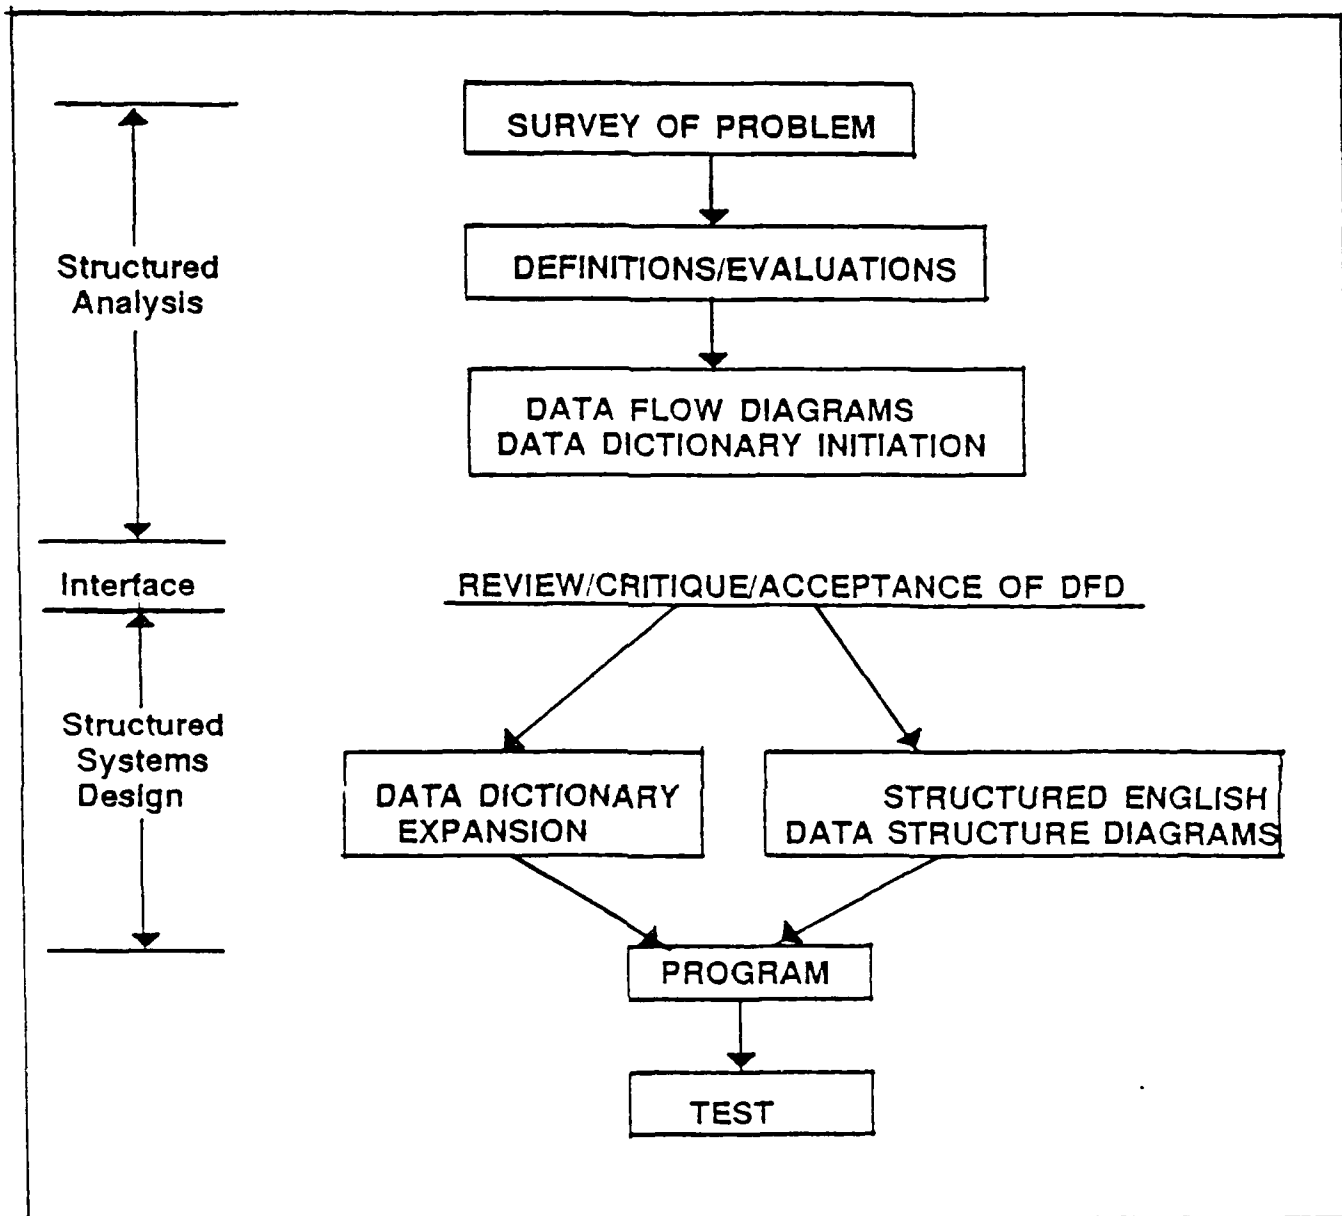 SURVEY OF PROBLEM
DEFINITIONS/EVALUATIONS
Structured
Analysis
DATA FLOW DIAGRAMS
DATA DICTIONARY INITIATION
Interface
REVIEW/CRITIQUE/ACCEPTANCE OF DFD
Structured
Systems
Design
DATA DICTIONARY
EXPANSION
STRUCTURED ENGLISH
DATA STRUCTURE DIAGRAMS
PROGRAM
TEST